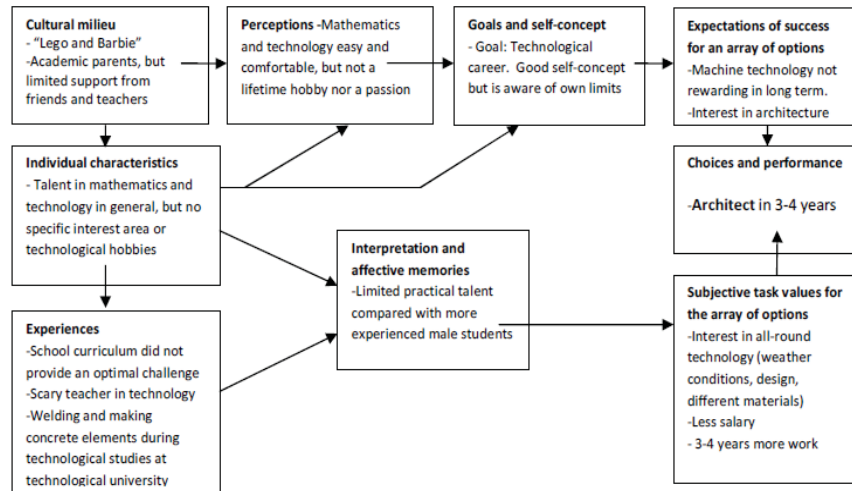 Cultural milieu
- “Lego and Barbie”
-Academic parents, but
limited support from
friends and teachers
Perceptions -Mathematics
and technology easy and
comfortable, but not a
lifetime hobby nor a passion
Goals and self-concept
- Goal: Technological
career.  Good self-concept
but is aware of own limits
Expectations of success
for an array of options
-Machine technology not
rewarding in long term.
-Interest in architecture
Individual characteristics
- Talent in mathematics and
technology in general, but no
specific interest area or
technological hobbies
Choices and performance
-Architect in 3-4 years
Interpretation and
affective memories
-Limited practical talent
compared with more
experienced male students
Experiences
-School curriculum did not
provide an optimal challenge
-Scary teacher in technology
-Welding and making
concrete elements during
technological studies at
technological university
Subjective task values for
the array of options
-Interest in all-round
technology (weather
conditions, design,
different materials)
-Less salary
- 3-4 years more work